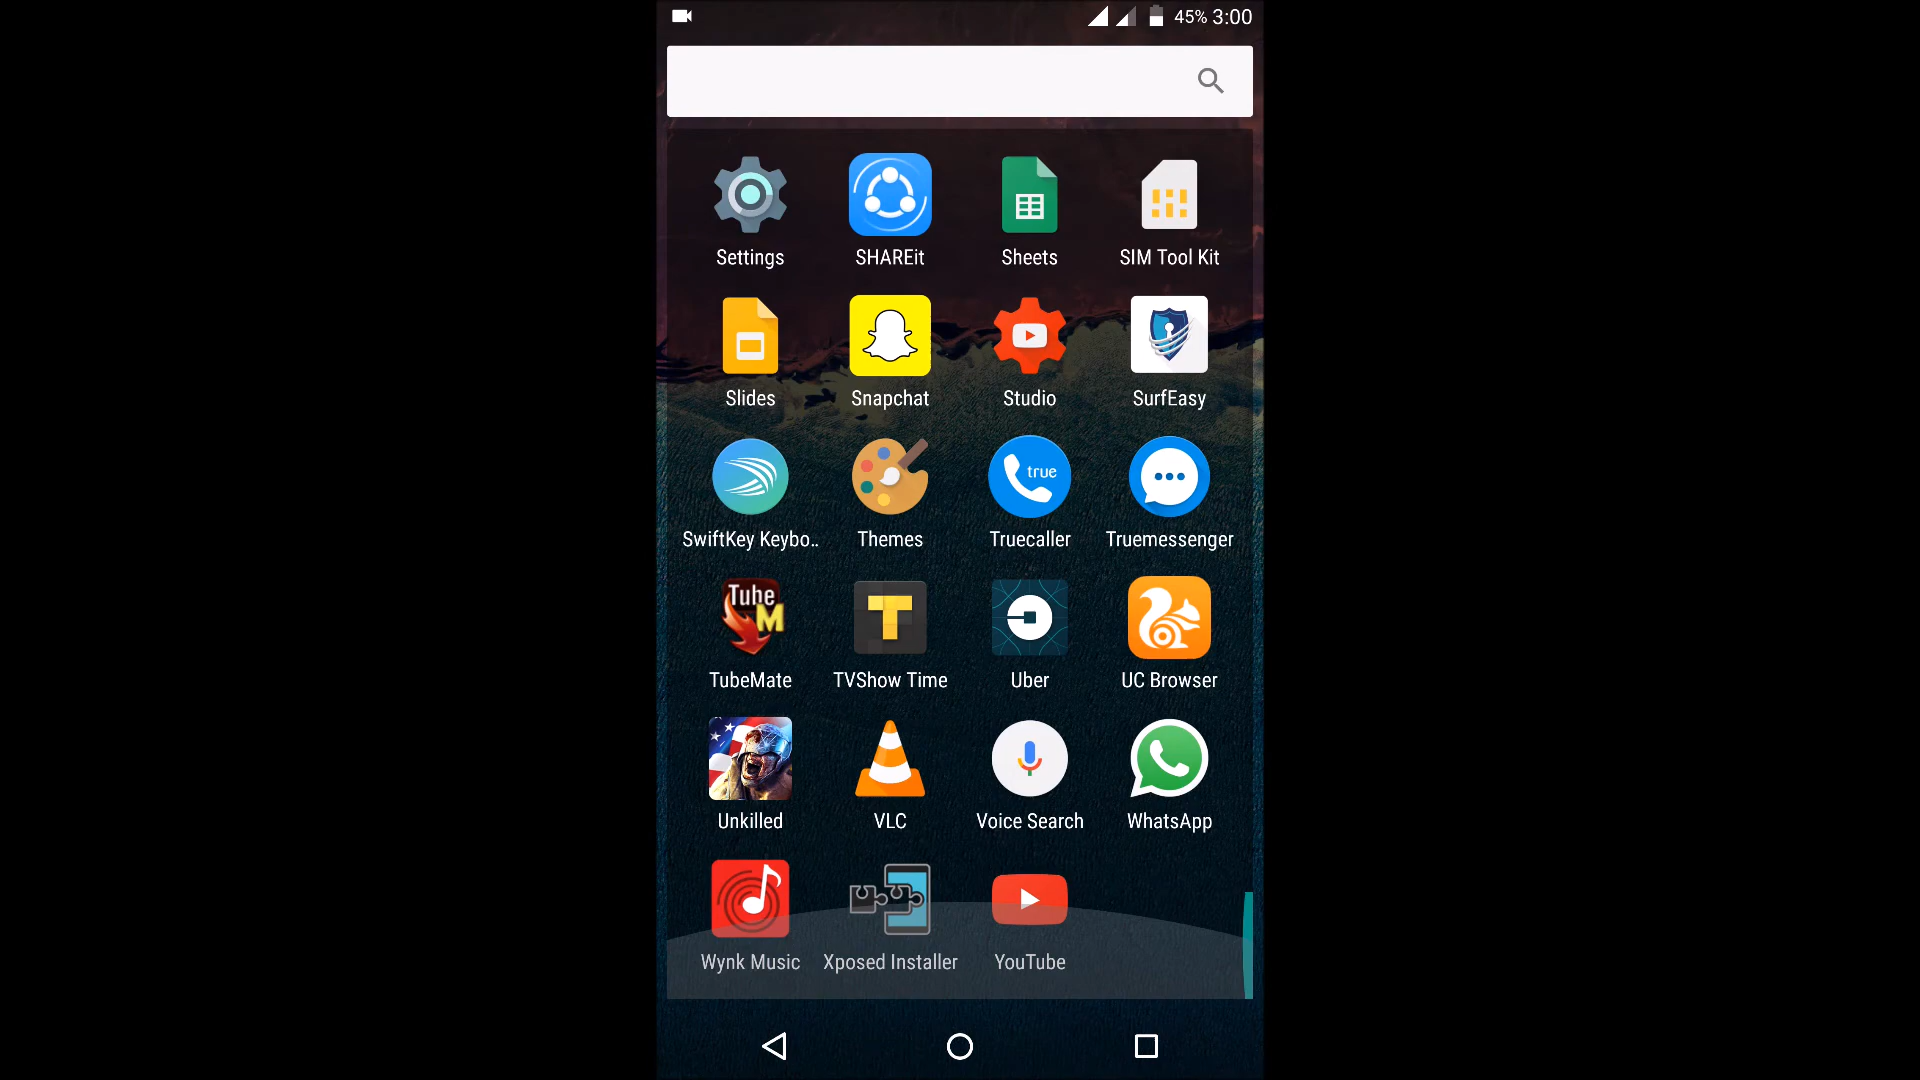 45% 3:00
Settings SHAREit Sheets SIM Tool Kit
Slides Snapchat Studio SurfEasy
true
SwiftKey Keybo.. Themes Truecaller Truemessenger
Tube
M T
TubeMate TVShow Time Uber UC Browser
Unkilled VLC Voice Search WhatsApp
Wynk Music Xposed Installer YouTube